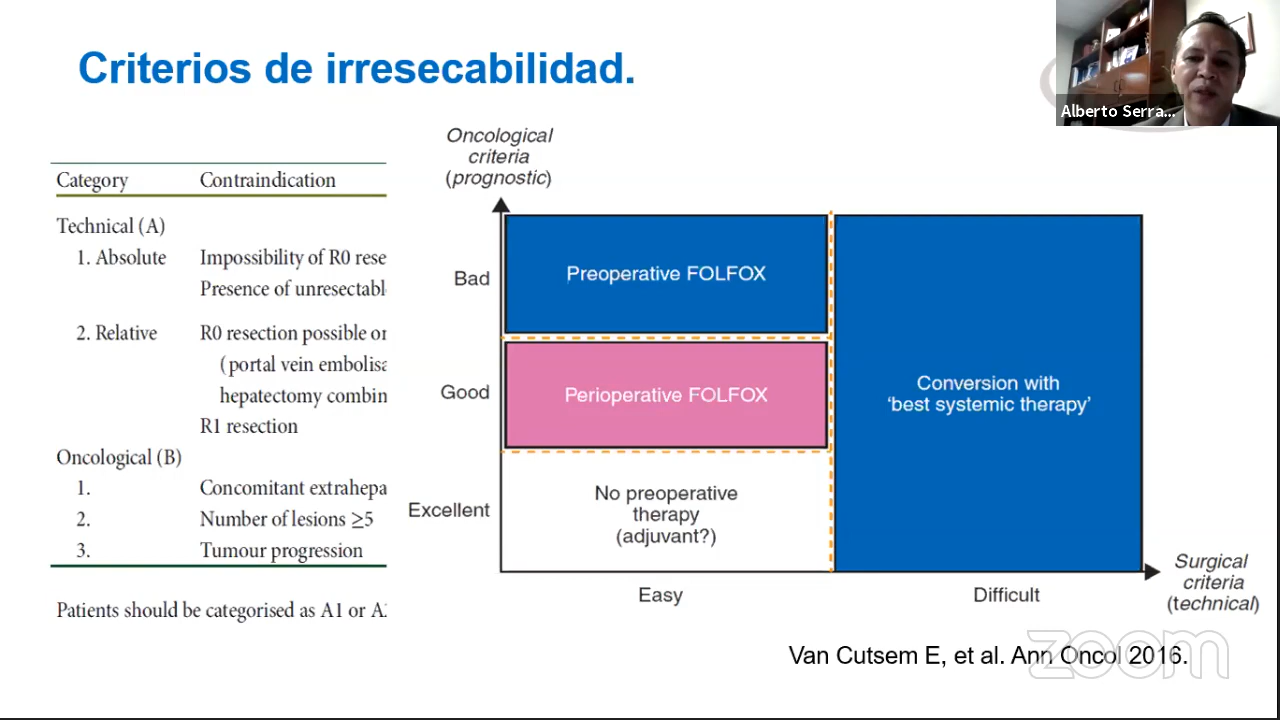 Criterios de irresecabilidad.
Alberto Serra...
Category Contraindication
Technical (A)
1. Absolute Impossibility of R0 rese
Presence of unresectabl
2. Relative R0 resection possible or
(portal vein embolisa
hepatectomy combin
R1 resection
Oncological (B)
1. Concomitant extrahepa
2. Number of lesions ≥5
3. Tumour progression
Patients should be categorised as A1 or A2
Oncological
criteria
(prognostic)
Bad
Good
Excellent
Preoperative FOLFOX
Perioperative FOLFOX
No preoperative
therapy
(adjuvant?)
Conversion with
‘best systemic therapy’
Easy
Difficult
Surgical
criteria
(technical)
Van Cutsem E, et al. Ann Oncol 2016.
zoom